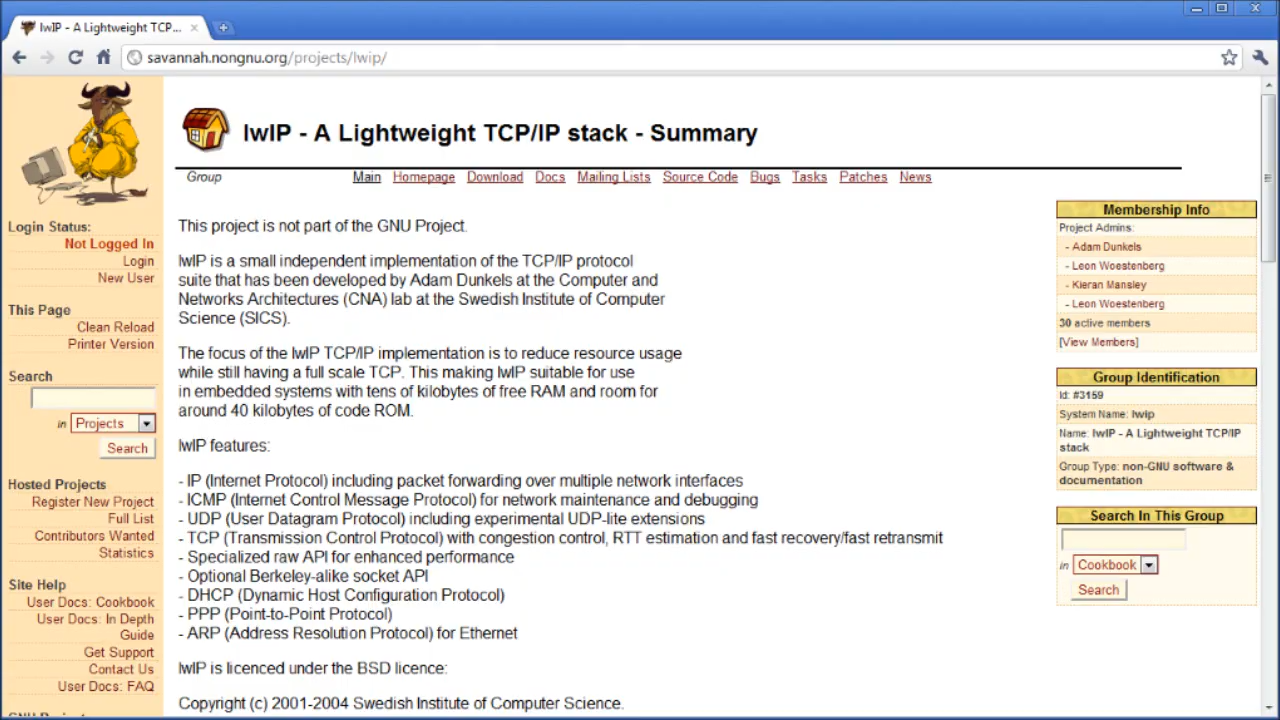 lwIP - A Lightweight TCP...
savannah.nongnu.org/projects/lwip/
lwIP - A Lightweight TCP/IP stack - Summary
Group Main Homepage Download Docs Mailing Lists Source Code Bugs Tasks Patches News
Login Status:
Not Logged In
Login
New User
This Page
Clean Reload
Printer Version
Search
in Projects
Search
Hosted Projects
Register New Project
Full List
Contributors Wanted
Statistics
Site Help
User Docs: Cookbook
User Docs: In Depth
Guide
Get Support
Contact Us
User Docs: FAQ
This project is not part of the GNU Project.
lwIP is a small independent implementation of the TCP/IP protocol
suite that has been developed by Adam Dunkels at the Computer and
Networks Architectures (CNA) lab at the Swedish Institute of Computer
Science (SICS).
The focus of the lwIP TCP/IP implementation is to reduce resource usage
while still having a full scale TCP. This making lwIP suitable for use
in embedded systems with tens of kilobytes of free RAM and room for
around 40 kilobytes of code ROM.
lwIP features:
- IP (Internet Protocol) including packet forwarding over multiple network interfaces
- ICMP (Internet Control Message Protocol) for network maintenance and debugging
- UDP (User Datagram Protocol) including experimental UDP-lite extensions
- TCP (Transmission Control Protocol) with congestion control, RTT estimation and fast recovery/fast retransmit
- Specialized raw API for enhanced performance
- Optional Berkeley-alike socket API
- DHCP (Dynamic Host Configuration Protocol)
- PPP (Point-to-Point Protocol)
- ARP (Address Resolution Protocol) for Ethernet
lwIP is licenced under the BSD licence:
Copyright (c) 2001-2004 Swedish Institute of Computer Science.
Membership Info
Project Admins:
- Adam Dunkels
- Leon Woestenberg
- Kieran Mansley
- Leon Woestenberg
30 active members
[View Members]
Group Identification
Id: #3159
System Name: lwip
Name: lwIP - A Lightweight TCP/IP
stack
Group Type: non-GNU software &
documentation
Search In This Group
in Cookbook
Search